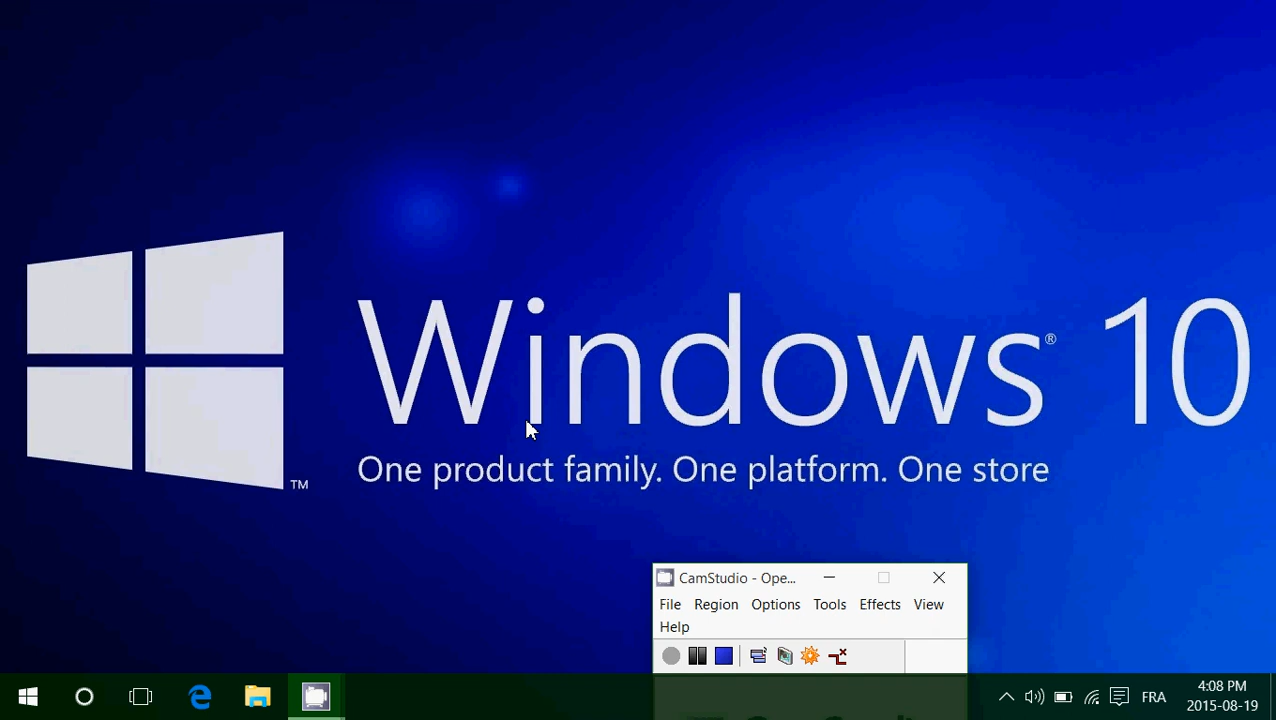 Windows® 10
TM
One product family. One platform. One store
CamStudio - Ope...
File Region Options Tools Effects View
Help
FRA
4:08 PM
2015-08-19